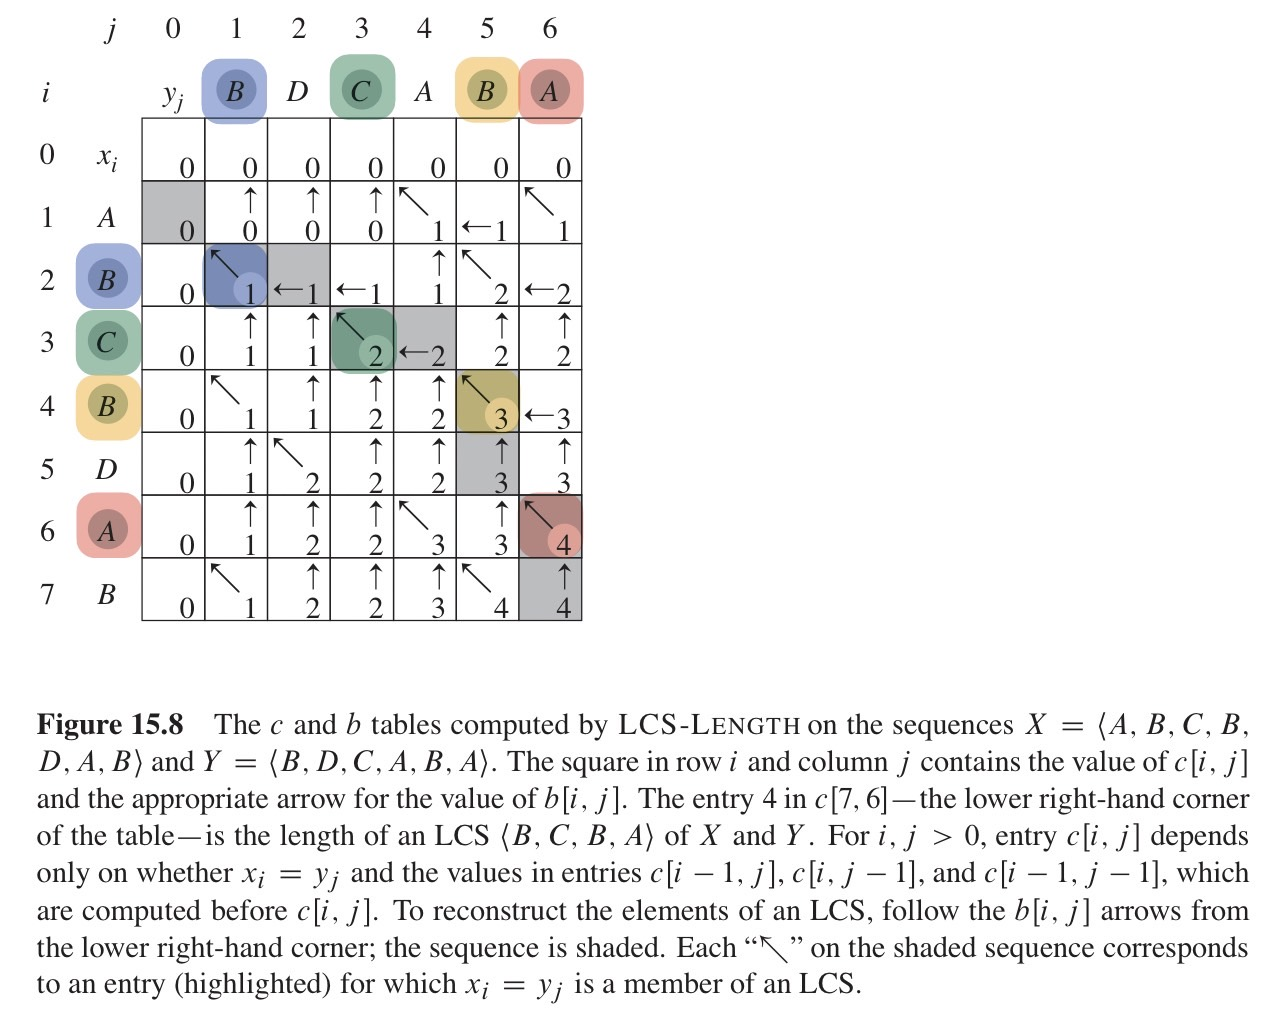 j 0 1 2 3 4 5 6
i y_j B D C A B A
0 x_i 0 0 0 0 0 0 0
1 A 0 ↑0 ↑0 ↑0 ↖1 ←1 ↖1
2 B 0 ↖1 ←1 ←1 ↑1 ↖2 ←2
3 C 0 ↑1 ↑1 ↖2 ←2 ↑2 ↑2
4 B 0 ↖1 ↑1 ↑2 ↑2 ↖3 ←3
5 D 0 ↑1 ↖2 ↑2 ↑2 ↑3 ↑3
6 A 0 ↑1 ↑2 ↑2 ↖3 ↑3 ↖4
7 B 0 ↖1 ↑2 ↑2 ↑3 ↖4 ↑4
Figure 15.8 The c and b tables computed by LCS-LENGTH on the sequences X = ⟨A, B, C, B,
D, A, B⟩ and Y = ⟨B, D, C, A, B, A⟩. The square in row i and column j contains the value of c[i, j]
and the appropriate arrow for the value of b[i, j]. The entry 4 in c[7, 6]—the lower right-hand corner
of the table—is the length of an LCS ⟨B, C, B, A⟩ of X and Y. For i, j > 0, entry c[i, j] depends
only on whether x_i = y_j and the values in entries c[i − 1, j], c[i, j − 1], and c[i − 1, j − 1], which
are computed before c[i, j]. To reconstruct the elements of an LCS, follow the b[i, j] arrows from
the lower right-hand corner; the sequence is shaded. Each “↖” on the shaded sequence corresponds
to an entry (highlighted) for which x_i = y_j is a member of an LCS.